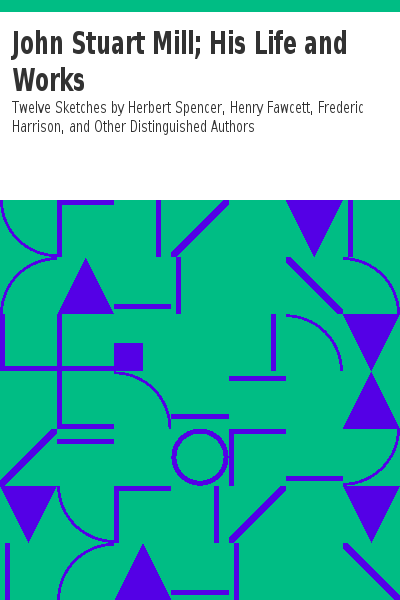 John Stuart Mill; His Life and
Works
Twelve Sketches by Herbert Spencer, Henry Fawcett, Frederic
Harrison, and Other Distinguished Authors